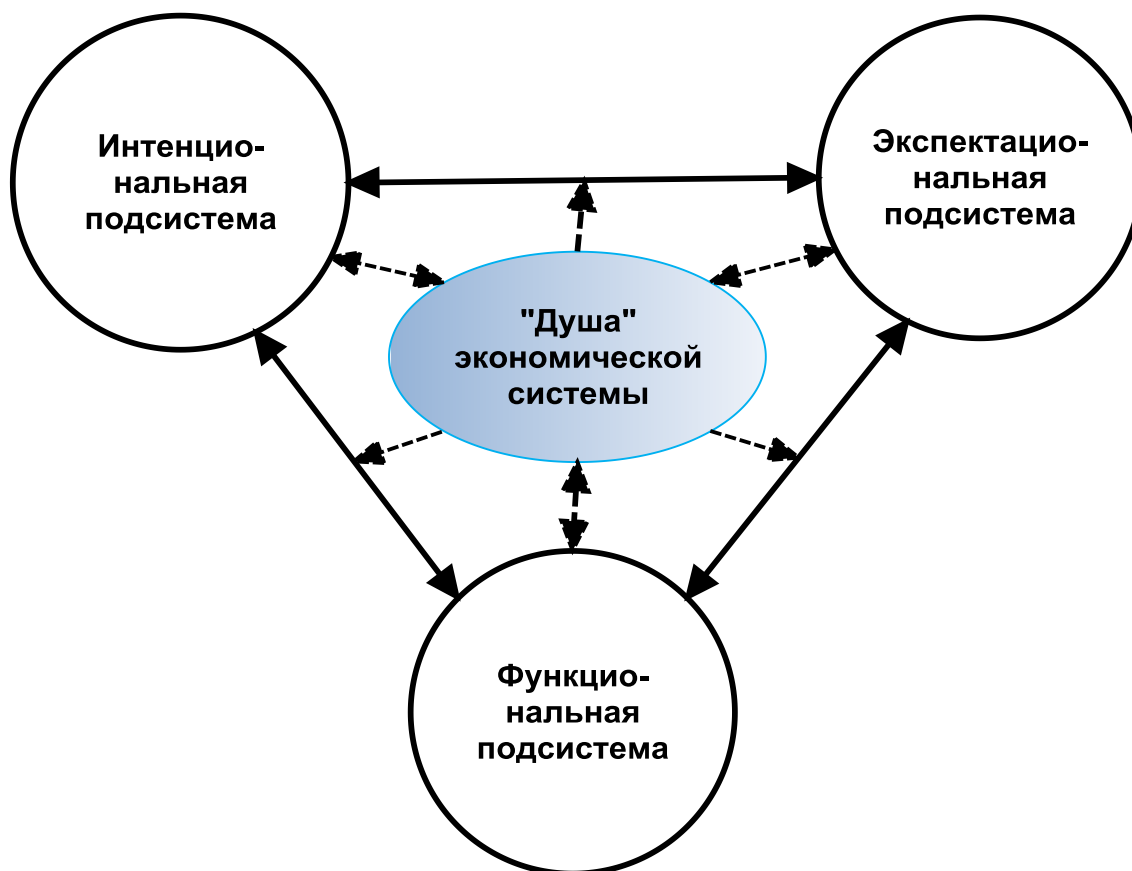 Интенцио-
нальная
подсистема
Экспектацио-
нальная
подсистема
"Душа"
экономической
системы
Функцио-
нальная
подсистема